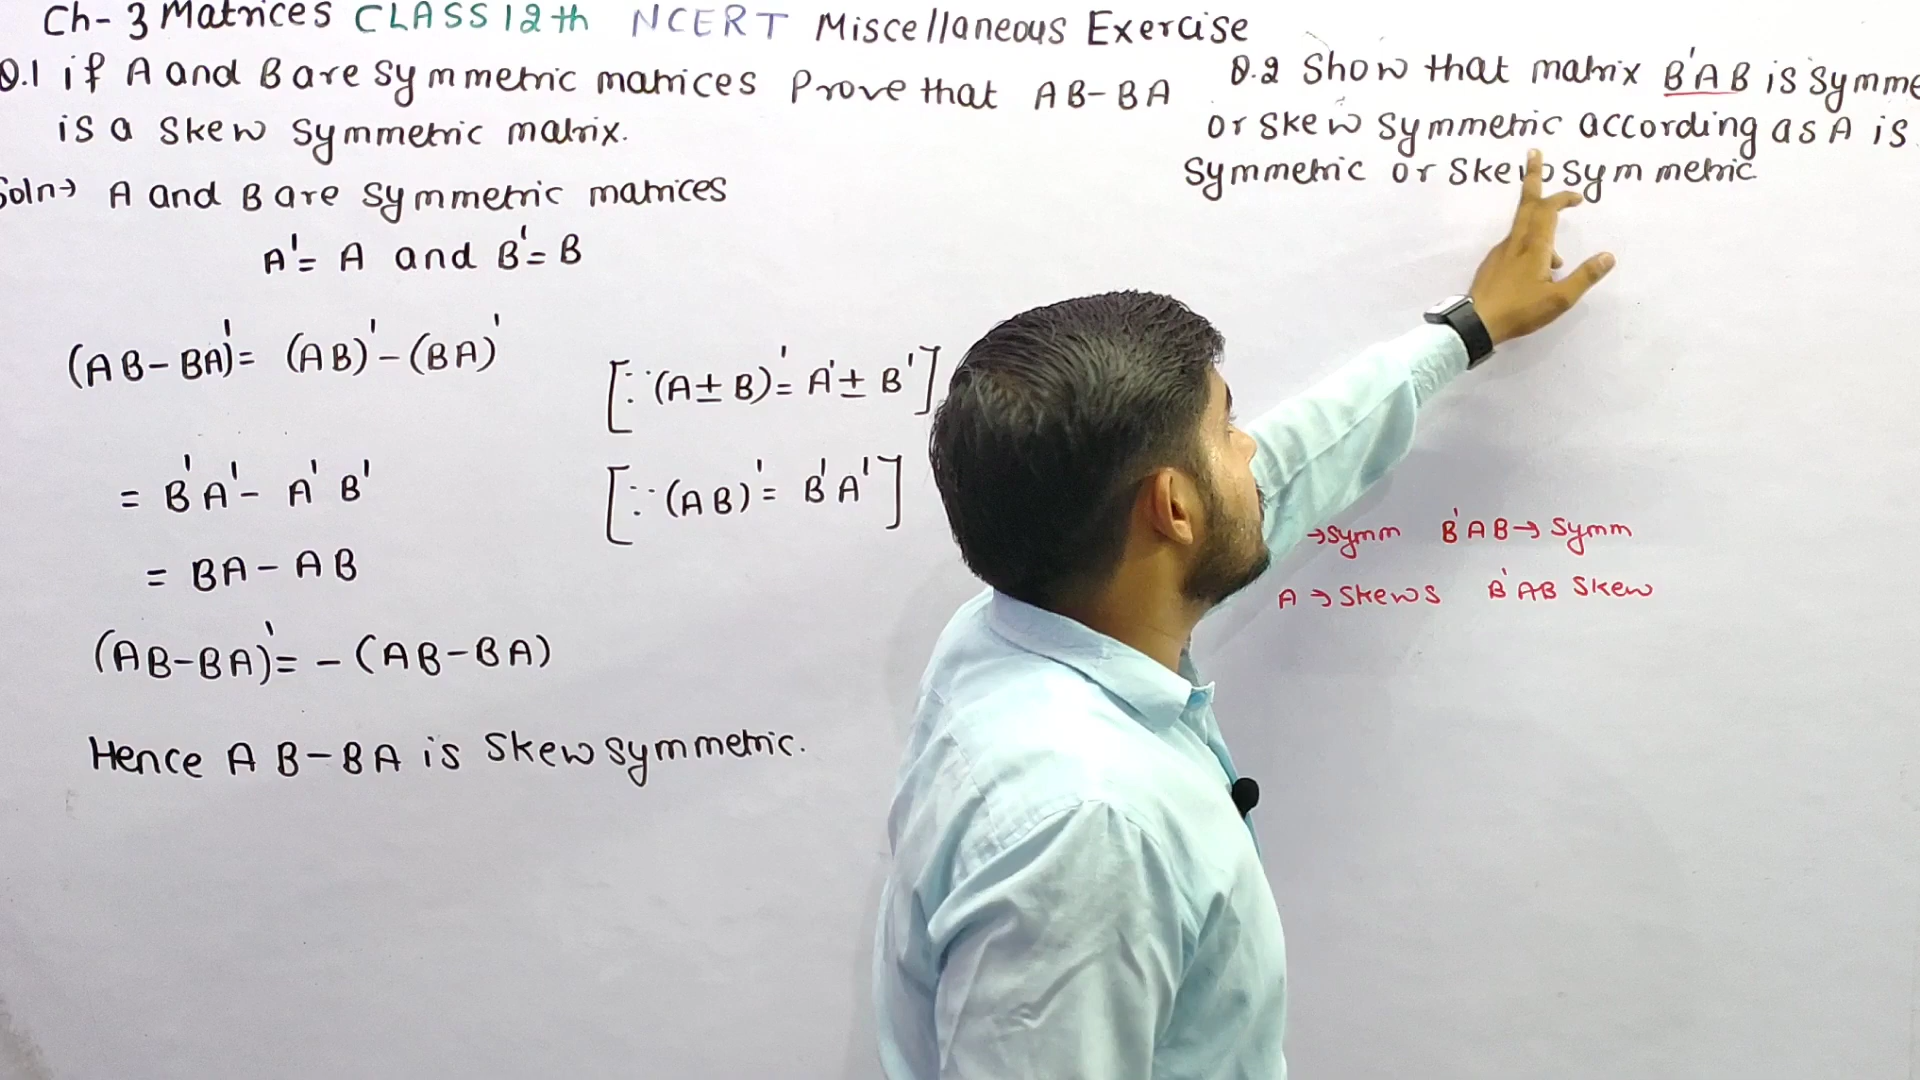 Ch-3 Matrices CLASS 12th NCERT Miscellaneous Exercise
Q.1 if A and B are symmetric matrices Prove that AB-BA
is a skew symmetric matrix.
Soln→ A and B are symmetric matrices
A'= A and B'= B
(AB-BA)'= (AB)'-(BA)'
[∵(A±B)'= A'± B']
= B'A'- A'B'
[∵(AB)'= B'A']
= BA - AB
(AB-BA)'= -(AB-BA)
Hence AB-BA is skew symmetric.
Q.2 Show that matrix B'AB is Symme
or skew symmetric according as A is
symmetric or skew symmetric
→symm B'AB→ symm
A → skew s B'AB skew